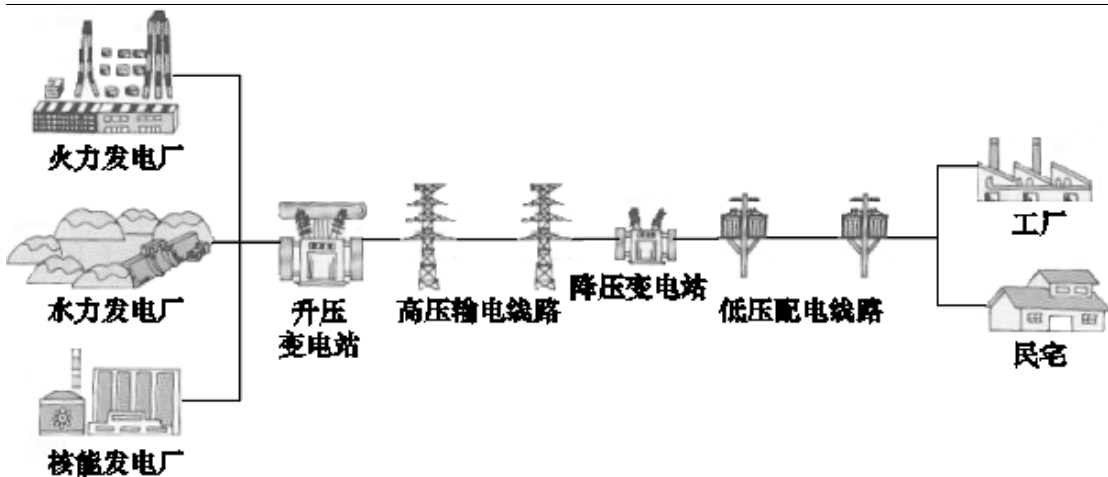 火力发电厂
水力发电厂
核能发电厂
升压
变电站
高压输电线路
降压变电站
低压配电线路
工厂
民宅